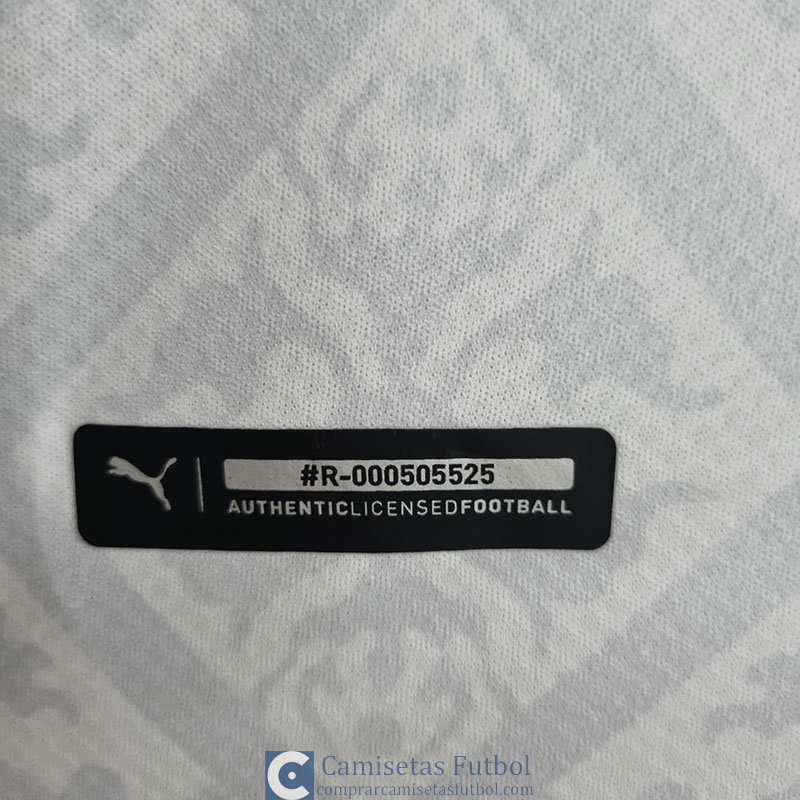 #R-000505525
AUTHENTICLICENSEDFOOTBALL
C Camisetas Futbol
comprarcamisetasfutbol.com